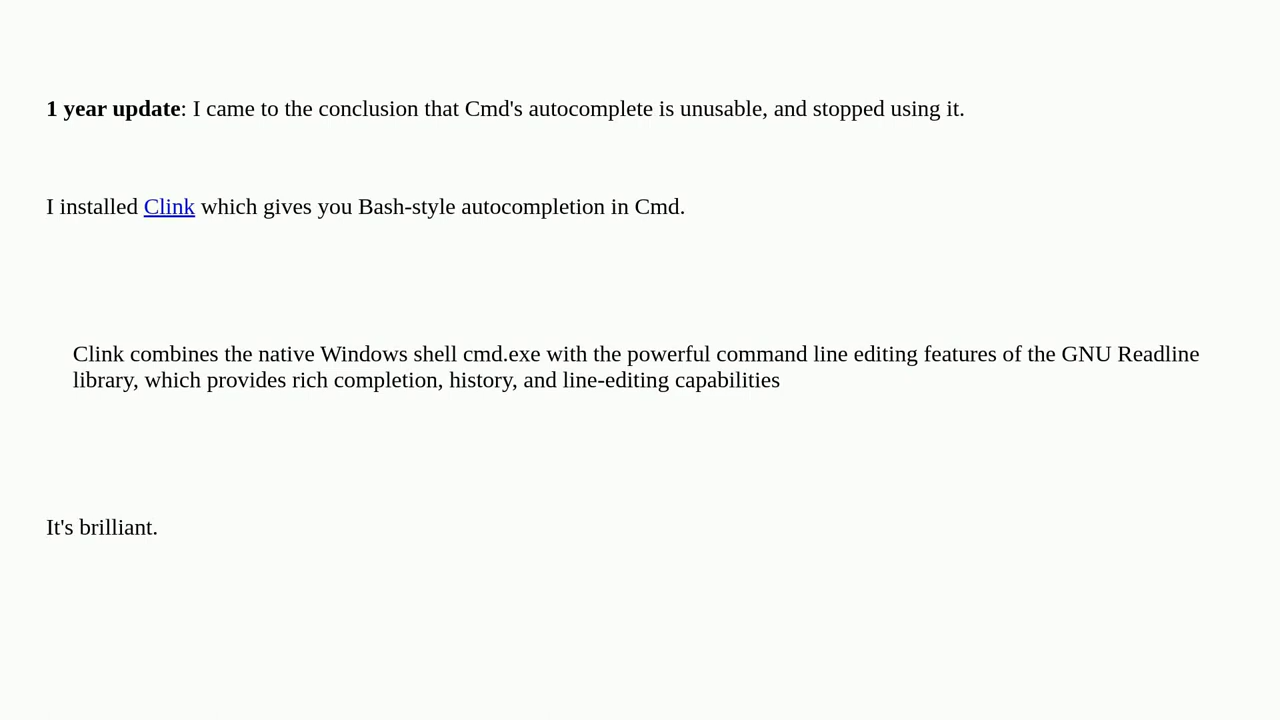 1 year update: I came to the conclusion that Cmd's autocomplete is unusable, and stopped using it.
I installed Clink which gives you Bash-style autocompletion in Cmd.
Clink combines the native Windows shell cmd.exe with the powerful command line editing features of the GNU Readline
library, which provides rich completion, history, and line-editing capabilities
It's brilliant.